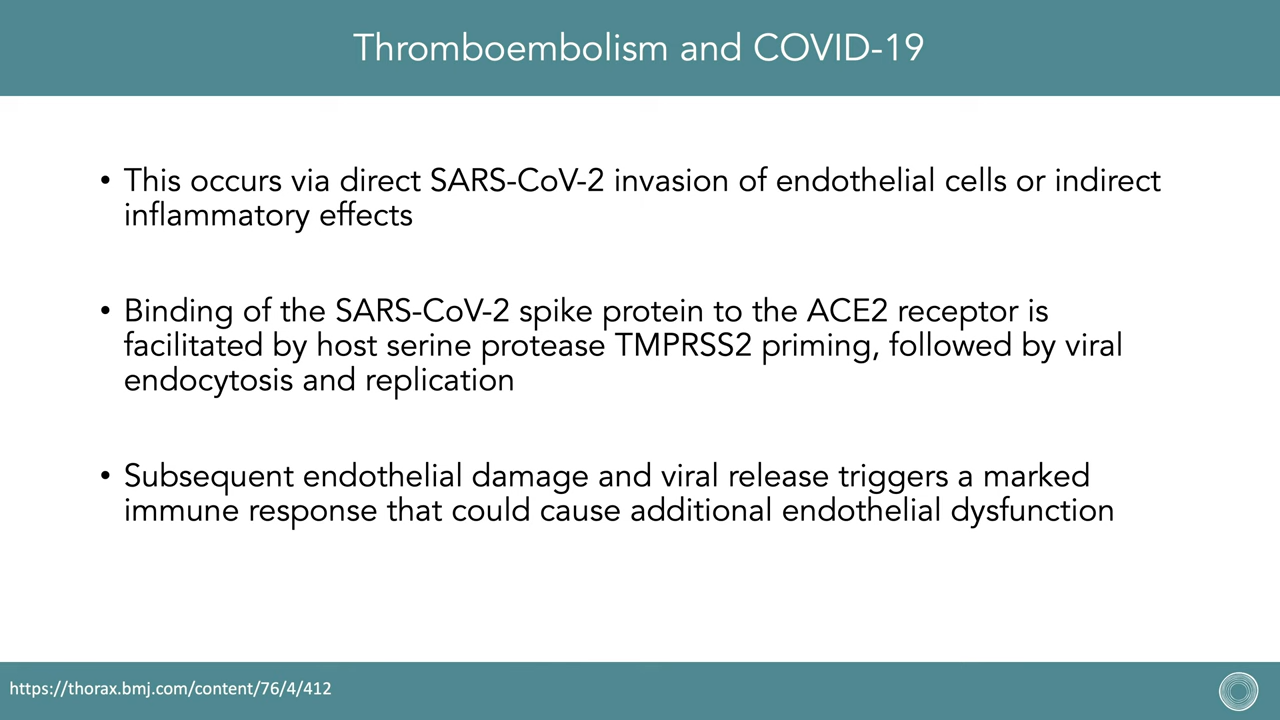 Thromboembolism and COVID-19
• This occurs via direct SARS-CoV-2 invasion of endothelial cells or indirect
inflammatory effects
• Binding of the SARS-CoV-2 spike protein to the ACE2 receptor is
facilitated by host serine protease TMPRSS2 priming, followed by viral
endocytosis and replication
• Subsequent endothelial damage and viral release triggers a marked
immune response that could cause additional endothelial dysfunction
https://thorax.bmj.com/content/76/4/412